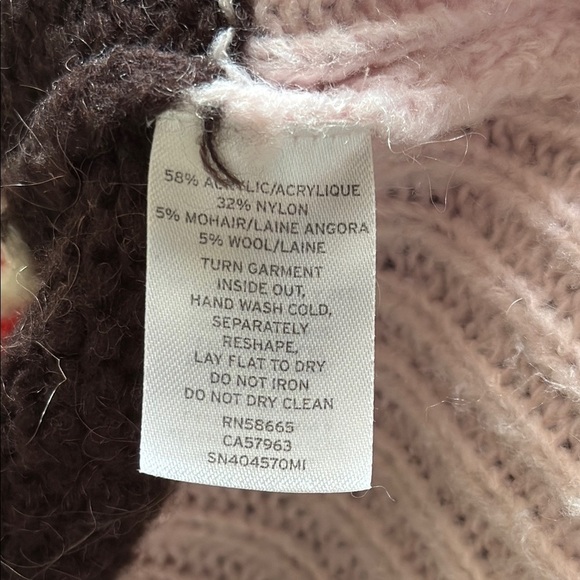 58% ACRYLIC/ACRYLIQUE
32% NYLON
5% MOHAIR/LAINE ANGORA
5% WOOL/LAINE
TURN GARMENT
INSIDE OUT,
HAND WASH COLD,
SEPARATELY
RESHAPE,
LAY FLAT TO DRY
DO NOT IRON
DO NOT DRY CLEAN
RN58665
CA57963
SN404570MI